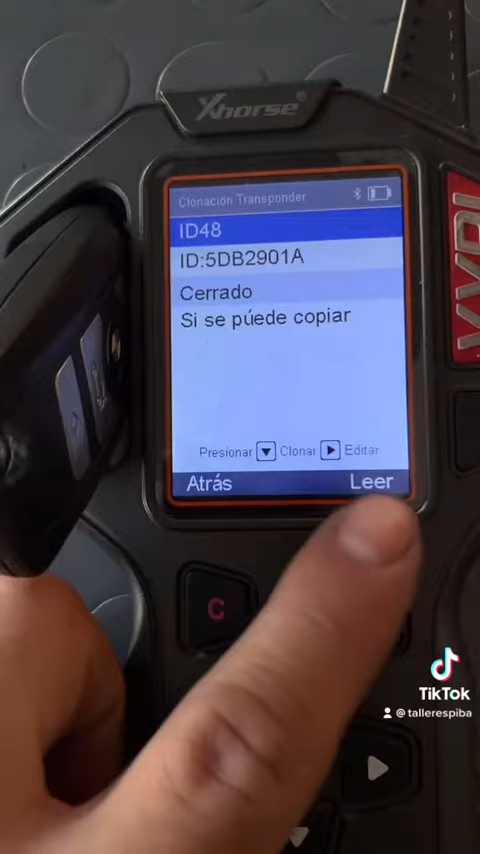 Xhorse®
Clonación Transponder
ID48
ID:5DB2901A
Cerrado
Si se púede copiar
Presionar ▼ Clonar ▶ Editar
Atrás
Leer
VVDI
C
TikTok
@tallerespiba